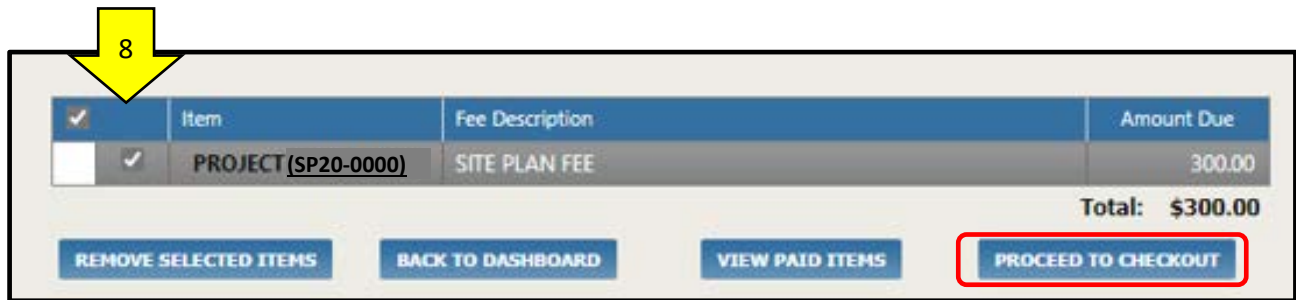 8
Item Fee Description Amount Due
PROJECT (SP20-0000) SITE PLAN FEE 300.00
Total: $300.00
REMOVE SELECTED ITEMS BACK TO DASHBOARD VIEW PAID ITEMS PROCEED TO CHECKOUT